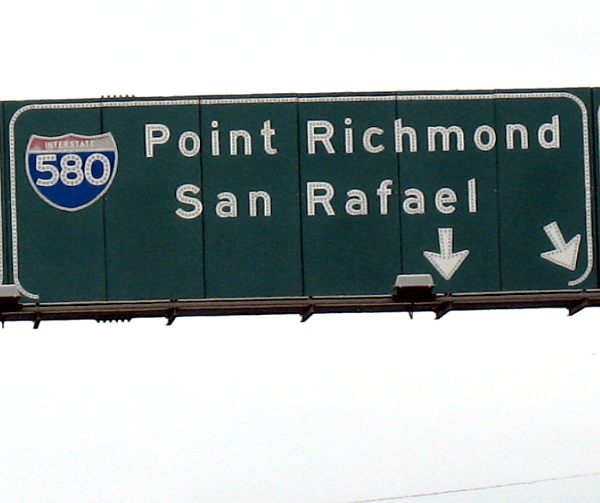 INTERSTATE
580
Point Richmond
San Rafael